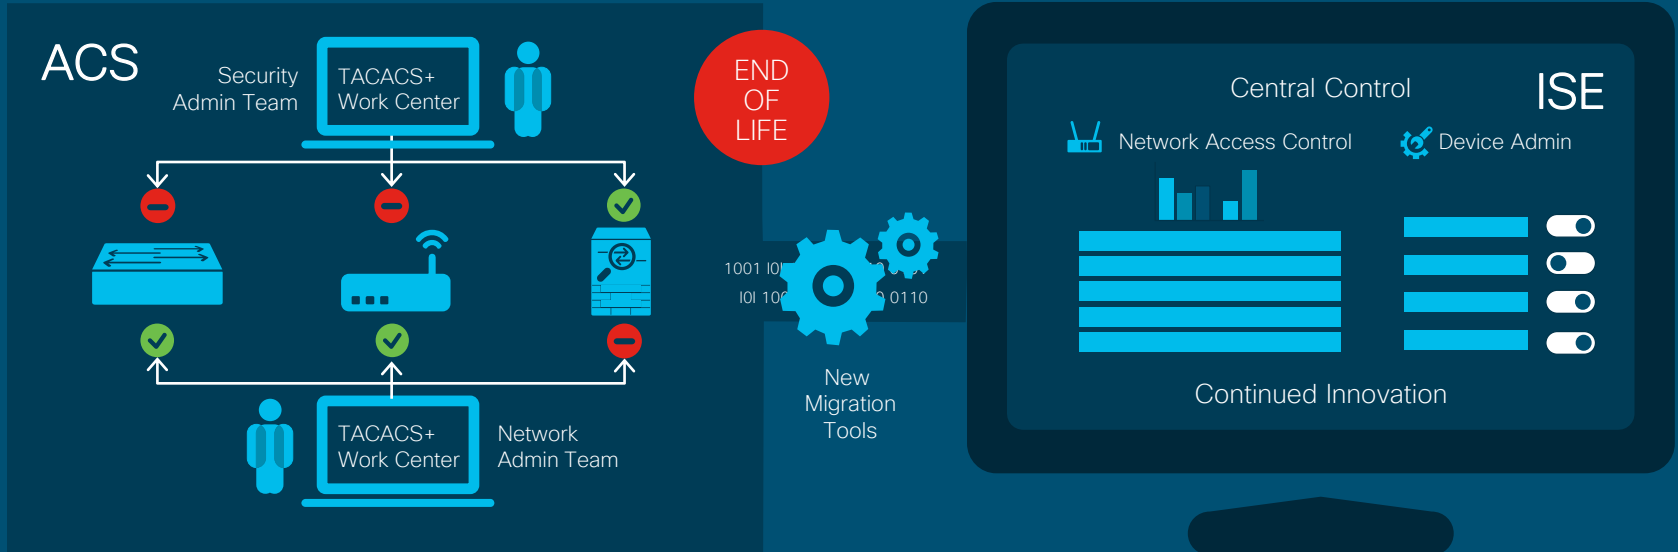 ACS
Security
Admin Team
TACACS+
Work Center
END
OF
LIFE
1001
0110
New
Migration
Tools
TACACS+
Work Center
Network
Admin Team
Central Control
ISE
Network Access Control
Device Admin
Continued Innovation